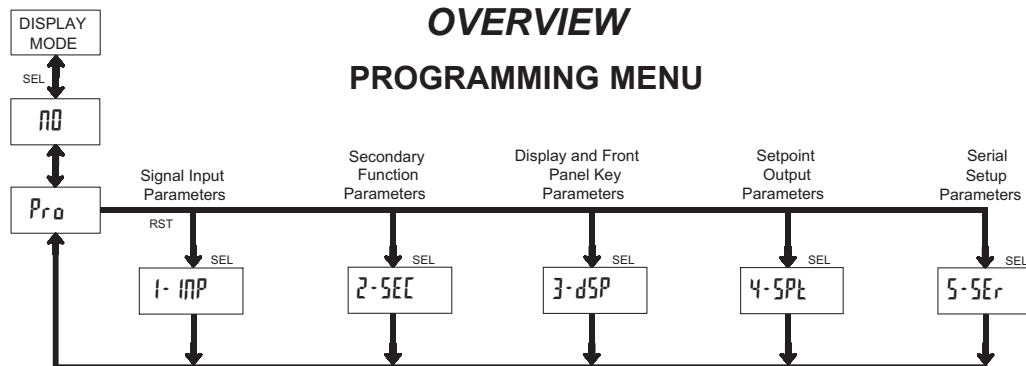 OVERVIEW
PROGRAMMING MENU
DISPLAY
MODE
SEL
NO
Pro
Signal Input
Parameters
Secondary
Function
Parameters
Display and Front
Panel Key
Parameters
Setpoint
Output
Parameters
Serial
Setup
Parameters
RST
SEL
SEL
SEL
SEL
SEL
1-INP
2-SEC
3-dSP
4-SPt
5-SEr